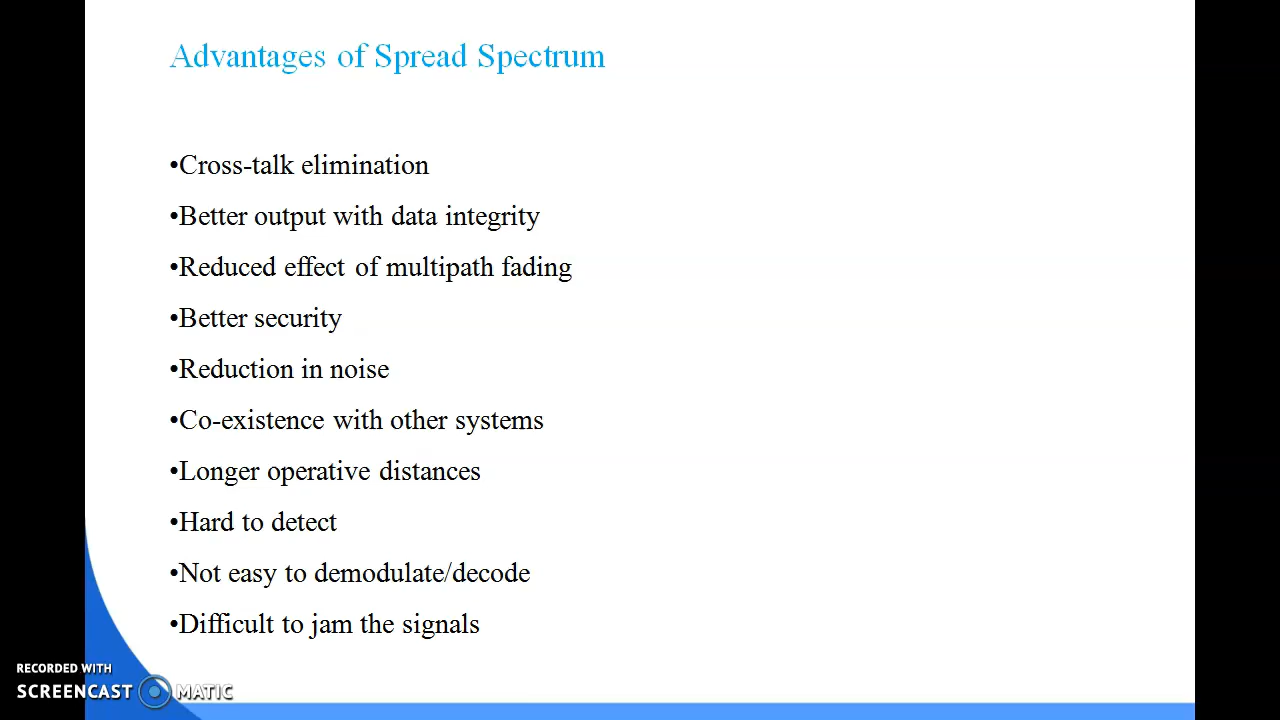 Advantages of Spread Spectrum
•Cross-talk elimination
•Better output with data integrity
•Reduced effect of multipath fading
•Better security
•Reduction in noise
•Co-existence with other systems
•Longer operative distances
•Hard to detect
•Not easy to demodulate/decode
•Difficult to jam the signals
RECORDED WITH
SCREENCAST MATIC